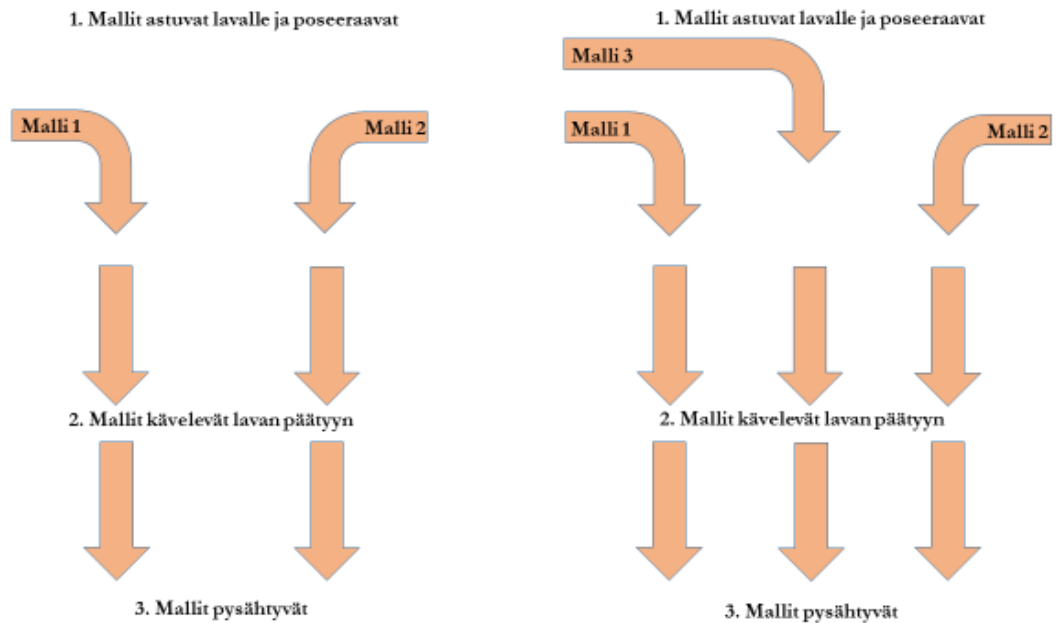 1. Mallit astuvat lavalle ja poseeraavat
Malli 1
Malli 2
2. Mallit kävelevät lavan päätyyn
3. Mallit pysähtyvät
1. Mallit astuvat lavalle ja poseeraavat
Malli 3
Malli 1
Malli 2
2. Mallit kävelevät lavan päätyyn
3. Mallit pysähtyvät